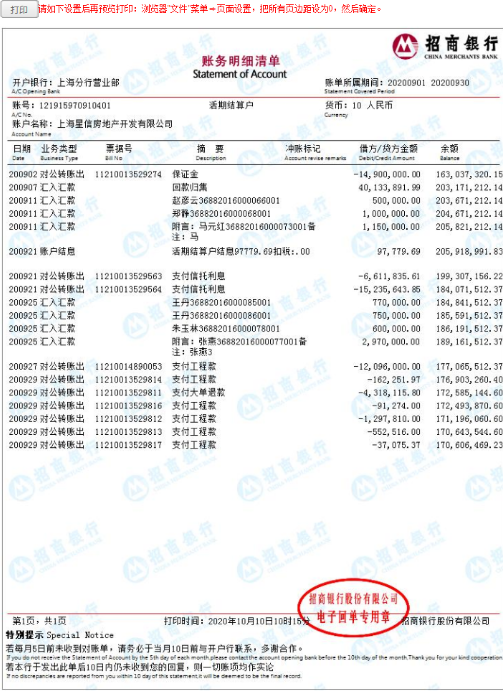 打印 请如下设置后再预览打印：浏览器"文件"菜单→页面设置，把所有页边距设为0，然后确定。
招商银行
CHINA MERCHANTS BANK
账务明细清单
Statement of Account
开户银行：上海分行营业部 账单所属期间：20200901 20200930
A/C Opening Bank Statement Covered Period
账号：121915970910401 活期结算户 货币：10 人民币
A/C No. Currency
账户名称：上海星信房地产开发有限公司
Account Name
日期 业务类型 票据号 摘 要 冲账标记 借方/贷方金额 余额
Date Business Type Bill No Description Account revise remarks Debit/Credit Amount Balance
200902 对公转账出 11210013529274 保证金 -14,900,000.00 163,037,320.15
200907 汇入汇款 回款归集 40,133,891.99 203,171,212.14
200911 汇入汇款 赵彦云36882016000066001 500,000.00 203,671,212.14
200911 汇入汇款 郑静36882016000068001 1,000,000.00 204,671,212.14
200911 汇入汇款 附言：马元红36882016000073001备 1,150,000.00 205,821,212.14
注：马
200921 账户结息 活期结算户结息97779.69扣税:.00 97,779.69 205,918,991.83
200921 对公转账出 11210013529563 支付信托利息 -6,611,835.61 199,307,156.22
200921 对公转账出 11210013529564 支付信托利息 -15,235,643.85 184,071,512.37
200925 汇入汇款 王丹36882016000085001 770,000.00 184,841,512.37
200925 汇入汇款 王丹36882016000086001 750,000.00 185,591,512.37
200925 汇入汇款 朱玉林36882016000078001 600,000.00 186,191,512.37
200925 汇入汇款 附言：张燕36882016000077001备 2,970,000.00 189,161,512.37
注：张燕3
200927 对公转账出 11210014890053 支付工程款 -12,096,000.00 177,065,512.37
200929 对公转账出 11210013529814 支付工程款 -162,251.97 176,903,260.40
200929 对公转账出 11210013529811 支付大单退款 -4,318,115.80 172,585,144.60
200929 对公转账出 11210013529816 支付工程款 -91,274.00 172,493,870.60
200929 对公转账出 11210013529812 支付工程款 -1,297,810.00 171,196,060.60
200929 对公转账出 11210013529813 支付工程款 -552,516.00 170,643,544.60
200929 对公转账出 11210013529817 支付工程款 -37,075.37 170,606,469.23
招商银行股份有限公司
电子回单专用章
第1页，共1页 打印时间：2020年10月10日10时15分 招商银行股份有限公司
特别提示 Special Notice
若每月5日前未收到对账单，请务必于当月10日前与开户行联系，多谢合作。
If you do not receive the Statement of Account by the 5th day of each month,please contact the account opening bank before the 10th day of the month.Thank you for your kind cooperation
若本行于发出此单后10日内仍未收到您的回复，则一切账项均作实论
If no discrepancies are reported from you within 10 day of this statement,it will be deemed to be the final record.